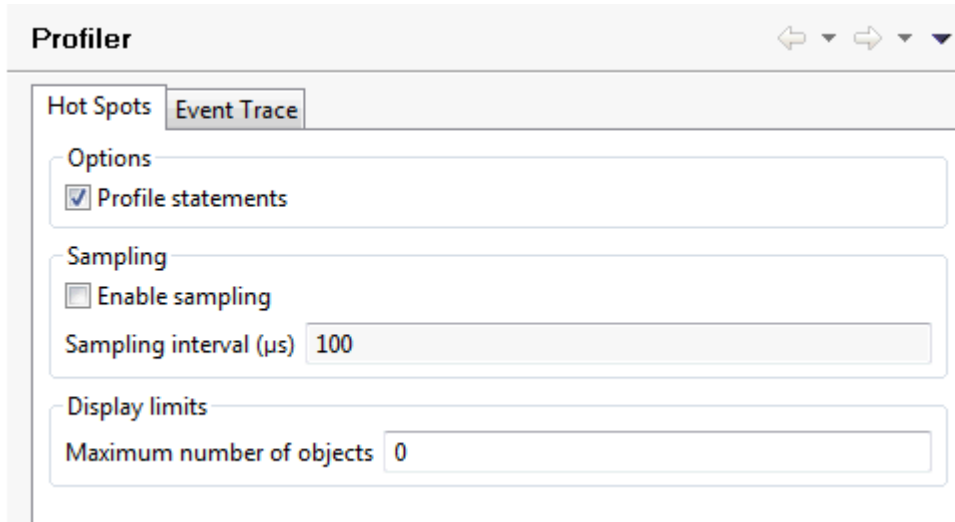 Profiler
Hot Spots Event Trace
Options
Profile statements
Sampling
Enable sampling
Sampling interval (µs) 100
Display limits
Maximum number of objects 0